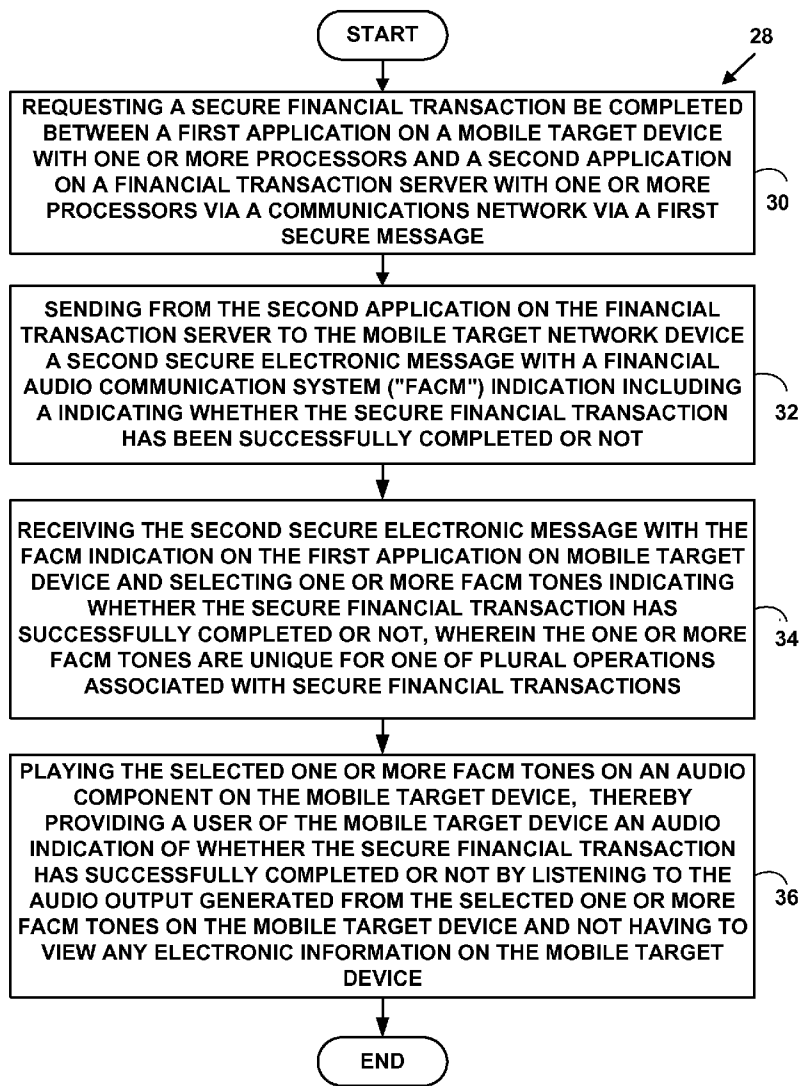 START
28
REQUESTING A SECURE FINANCIAL TRANSACTION BE COMPLETED
BETWEEN A FIRST APPLICATION ON A MOBILE TARGET DEVICE
WITH ONE OR MORE PROCESSORS AND A SECOND APPLICATION
ON A FINANCIAL TRANSACTION SERVER WITH ONE OR MORE
PROCESSORS VIA A COMMUNICATIONS NETWORK VIA A FIRST
SECURE MESSAGE
30
SENDING FROM THE SECOND APPLICATION ON THE FINANCIAL
TRANSACTION SERVER TO THE MOBILE TARGET NETWORK DEVICE
A SECOND SECURE ELECTRONIC MESSAGE WITH A FINANCIAL
AUDIO COMMUNICATION SYSTEM ("FACM") INDICATION INCLUDING
A INDICATING WHETHER THE SECURE FINANCIAL TRANSACTION
HAS BEEN SUCCESSFULLY COMPLETED OR NOT
32
RECEIVING THE SECOND SECURE ELECTRONIC MESSAGE WITH THE
FACM INDICATION ON THE FIRST APPLICATION ON MOBILE TARGET
DEVICE AND SELECTING ONE OR MORE FACM TONES INDICATING
WHETHER THE SECURE FINANCIAL TRANSACTION HAS
SUCCESSFULLY COMPLETED OR NOT, WHEREIN THE ONE OR MORE
FACM TONES ARE UNIQUE FOR ONE OF PLURAL OPERATIONS
ASSOCIATED WITH SECURE FINANCIAL TRANSACTIONS
34
PLAYING THE SELECTED ONE OR MORE FACM TONES ON AN AUDIO
COMPONENT ON THE MOBILE TARGET DEVICE, THEREBY
PROVIDING A USER OF THE MOBILE TARGET DEVICE AN AUDIO
INDICATION OF WHETHER THE SECURE FINANCIAL TRANSACTION
HAS SUCCESSFULLY COMPLETED OR NOT BY LISTENING TO THE
AUDIO OUTPUT GENERATED FROM THE SELECTED ONE OR MORE
FACM TONES ON THE MOBILE TARGET DEVICE AND NOT HAVING TO
VIEW ANY ELECTRONIC INFORMATION ON THE MOBILE TARGET
DEVICE
36
END